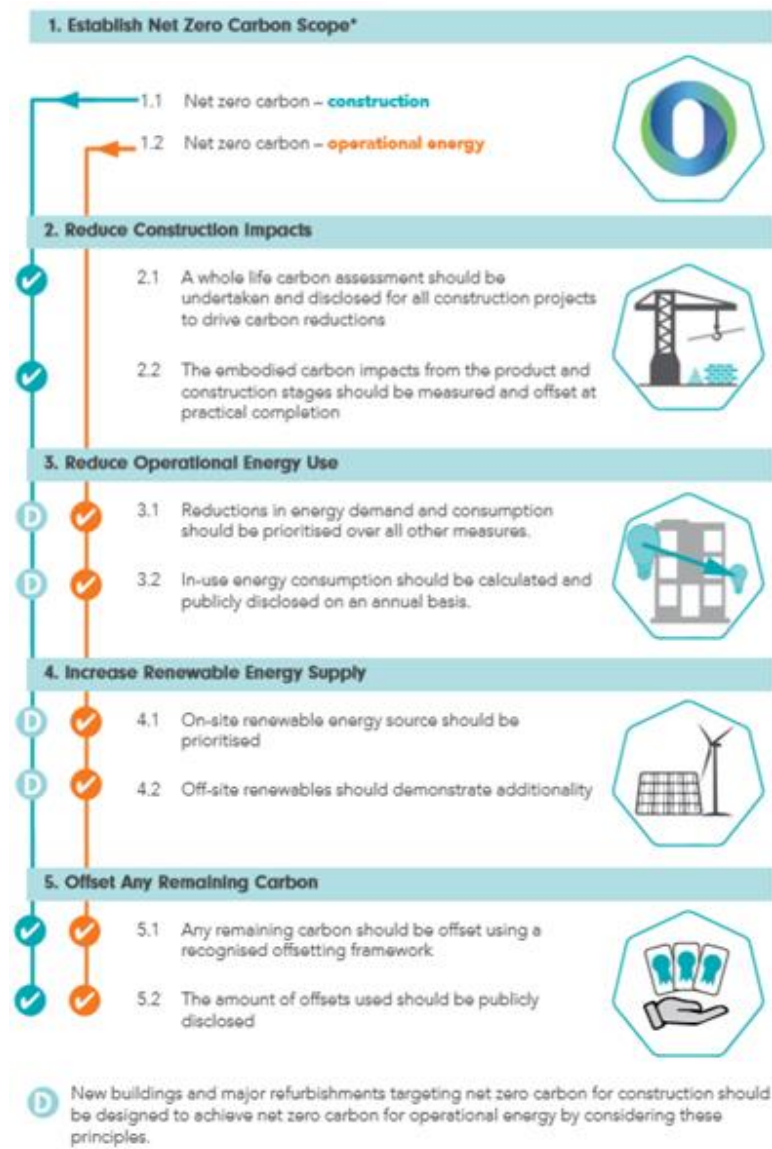 1. Establish Net Zero Carbon Scope*
1.1 Net zero carbon – construction
1.2 Net zero carbon – operational energy
2. Reduce Construction Impacts
2.1 A whole life carbon assessment should be
undertaken and disclosed for all construction projects
to drive carbon reductions
2.2 The embodied carbon impacts from the product and
construction stages should be measured and offset at
practical completion
3. Reduce Operational Energy Use
D
3.1 Reductions in energy demand and consumption
should be prioritised over all other measures.
D
3.2 In-use energy consumption should be calculated and
publicly disclosed on an annual basis.
4. Increase Renewable Energy Supply
D
4.1 On-site renewable energy source should be
prioritised
D
4.2 Off-site renewables should demonstrate additionality
5. Offset Any Remaining Carbon
5.1 Any remaining carbon should be offset using a
recognised offsetting framework
5.2 The amount of offsets used should be publicly
disclosed
D
New buildings and major refurbishments targeting net zero carbon for construction should
be designed to achieve net zero carbon for operational energy by considering these
principles.